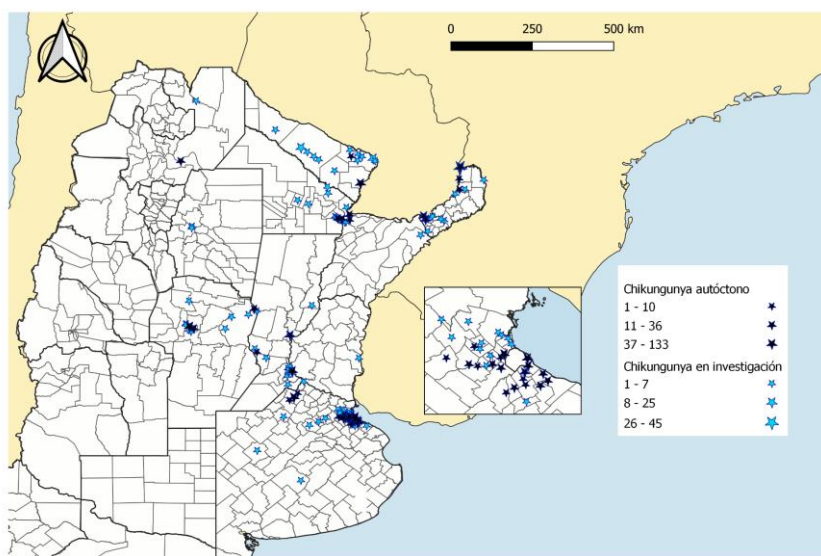 0 250 500 km
Chikungunya autóctono
1 - 10
11 - 36
37 - 133
Chikungunya en investigación
1 - 7
8 - 25
26 - 45